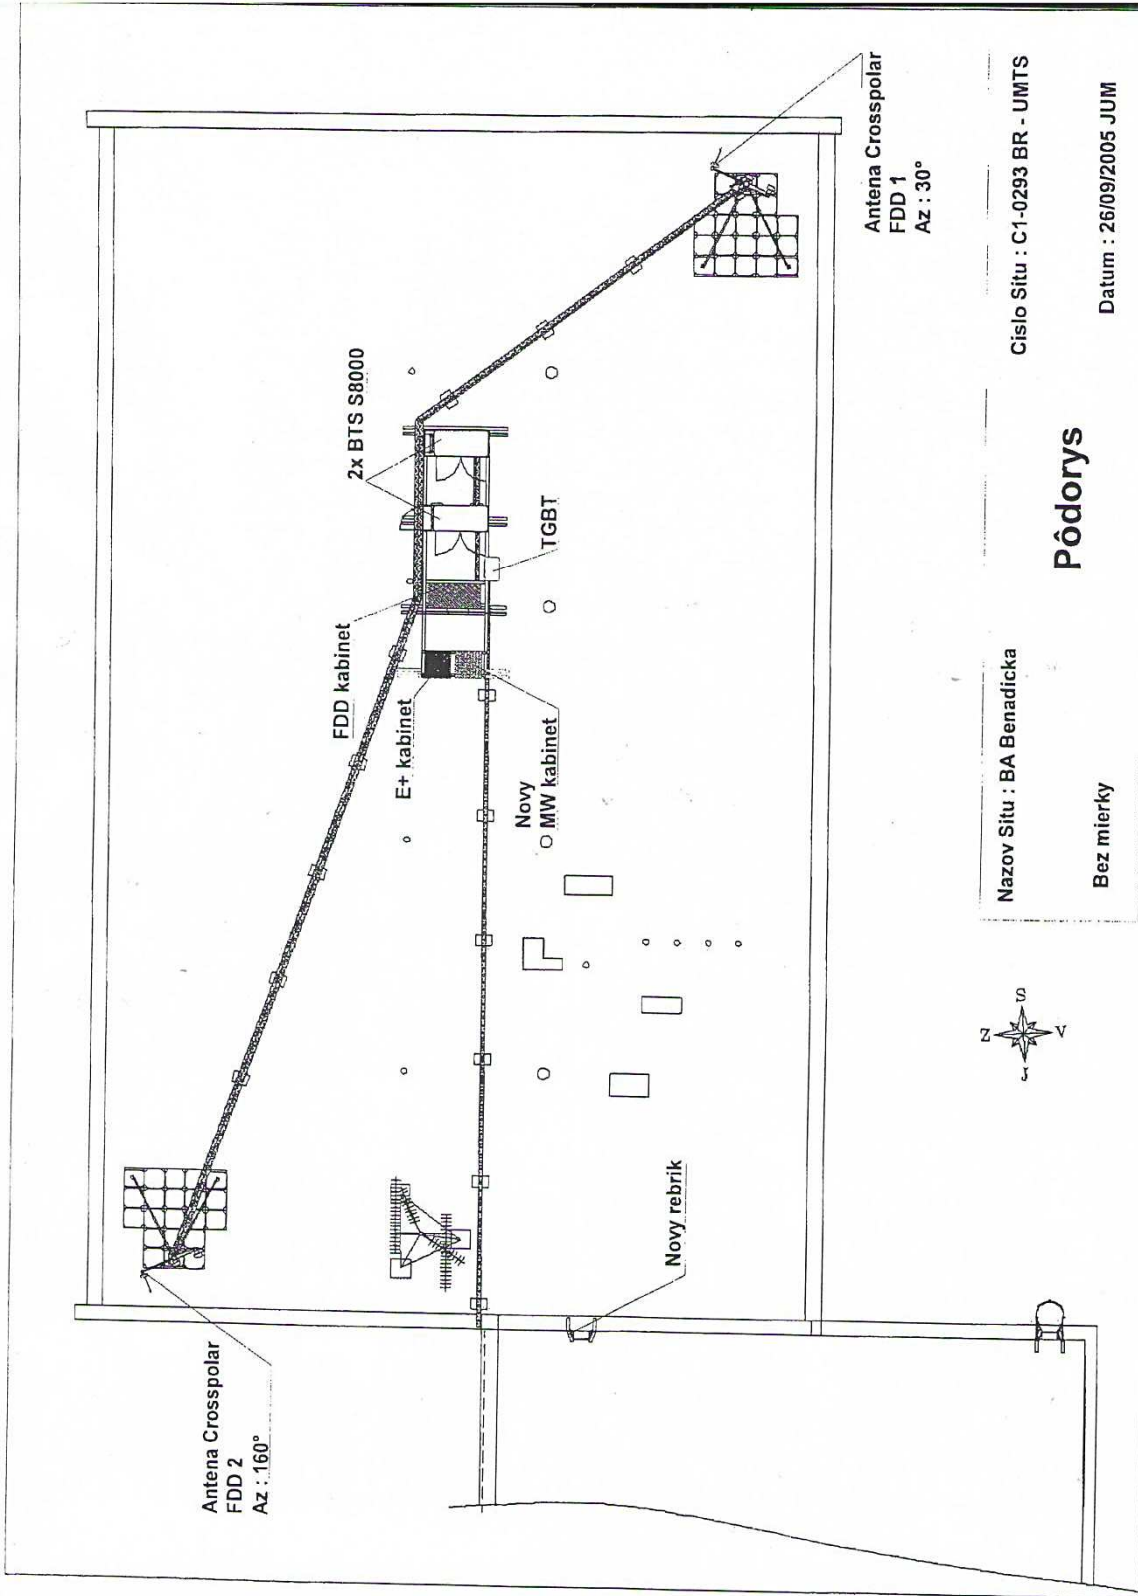 Antena Crosspolar
FDD 2
Az : 160°
FDD kabinet
2x BTS S8000
E+ kabinet
TGBT
Novy
MW kabinet
Novy rebrik
Antena Crosspolar
FDD 1
Az : 30°
Z
S
J
V
Nazov Situ : BA Benadicka
Cislo Situ : C1-0293 BR - UMTS
Pôdorys
Bez mierky
Datum : 26/09/2005 JUM